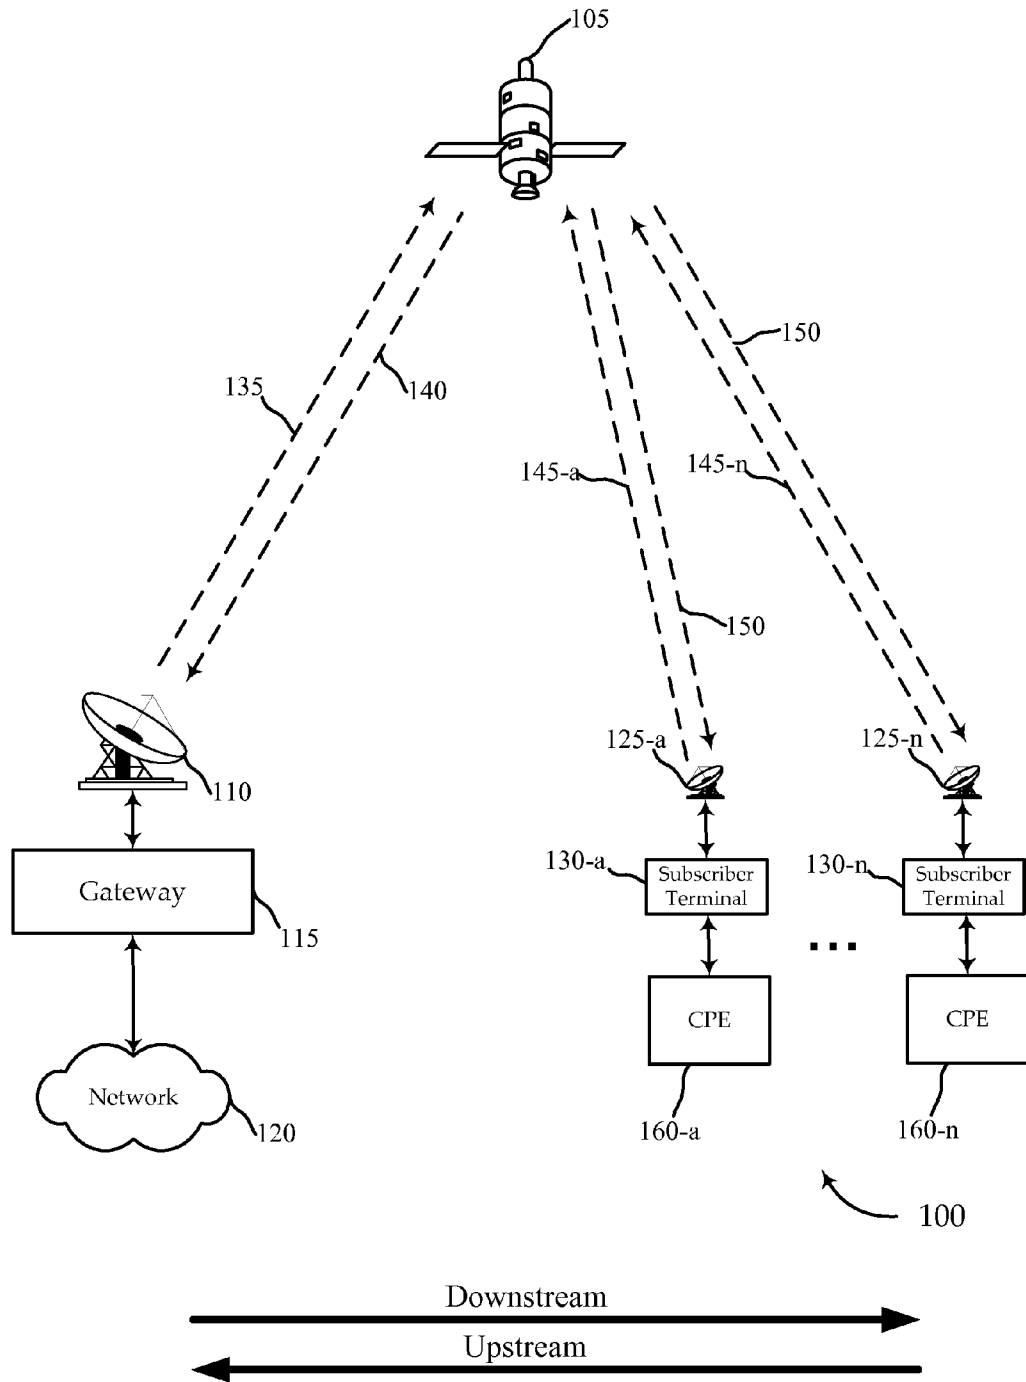 105
150
135
140
145-a
145-n
150
125-a
125-n
110
130-a
Subscriber
Terminal
130-n
Subscriber
Terminal
Gateway
115
CPE
CPE
Network
120
160-a
160-n
100
Downstream
Upstream